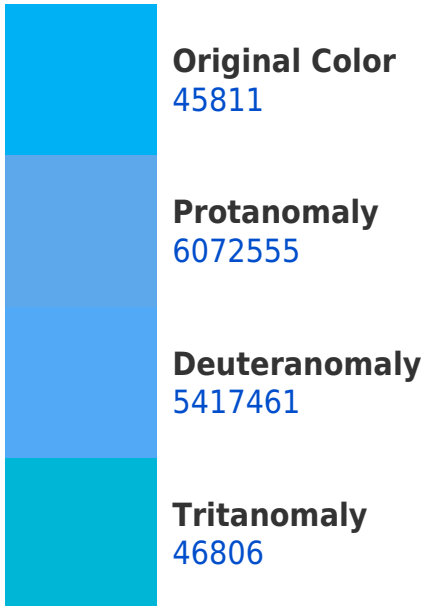 Original Color
45811
Protanomaly
6072555
Deuteranomaly
5417461
Tritanomaly
46806